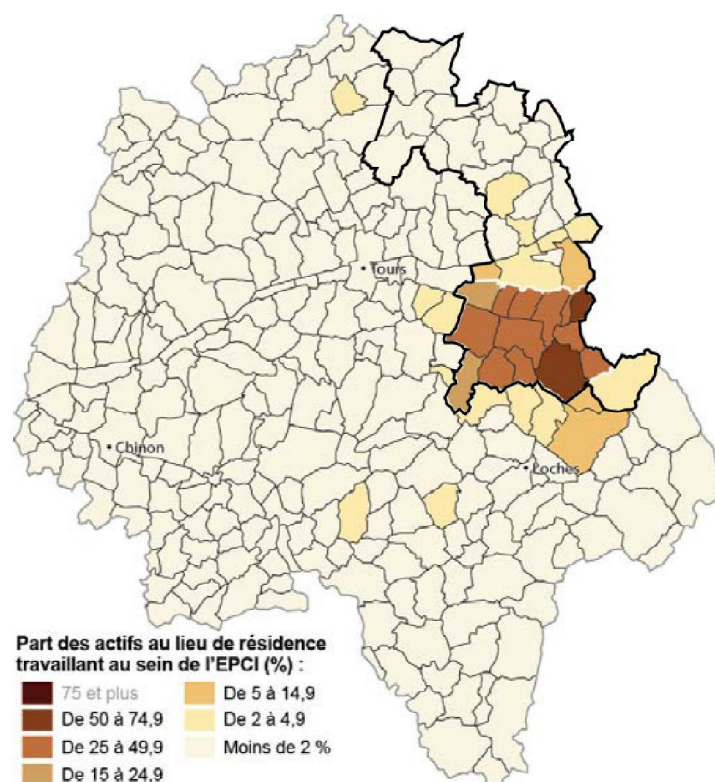 Tours
Chinon
Loches
Part des actifs au lieu de résidence
travaillant au sein de l'EPCI (%) :
75 et plus
De 50 à 74,9
De 25 à 49,9
De 15 à 24,9
De 5 à 14,9
De 2 à 4,9
Moins de 2 %